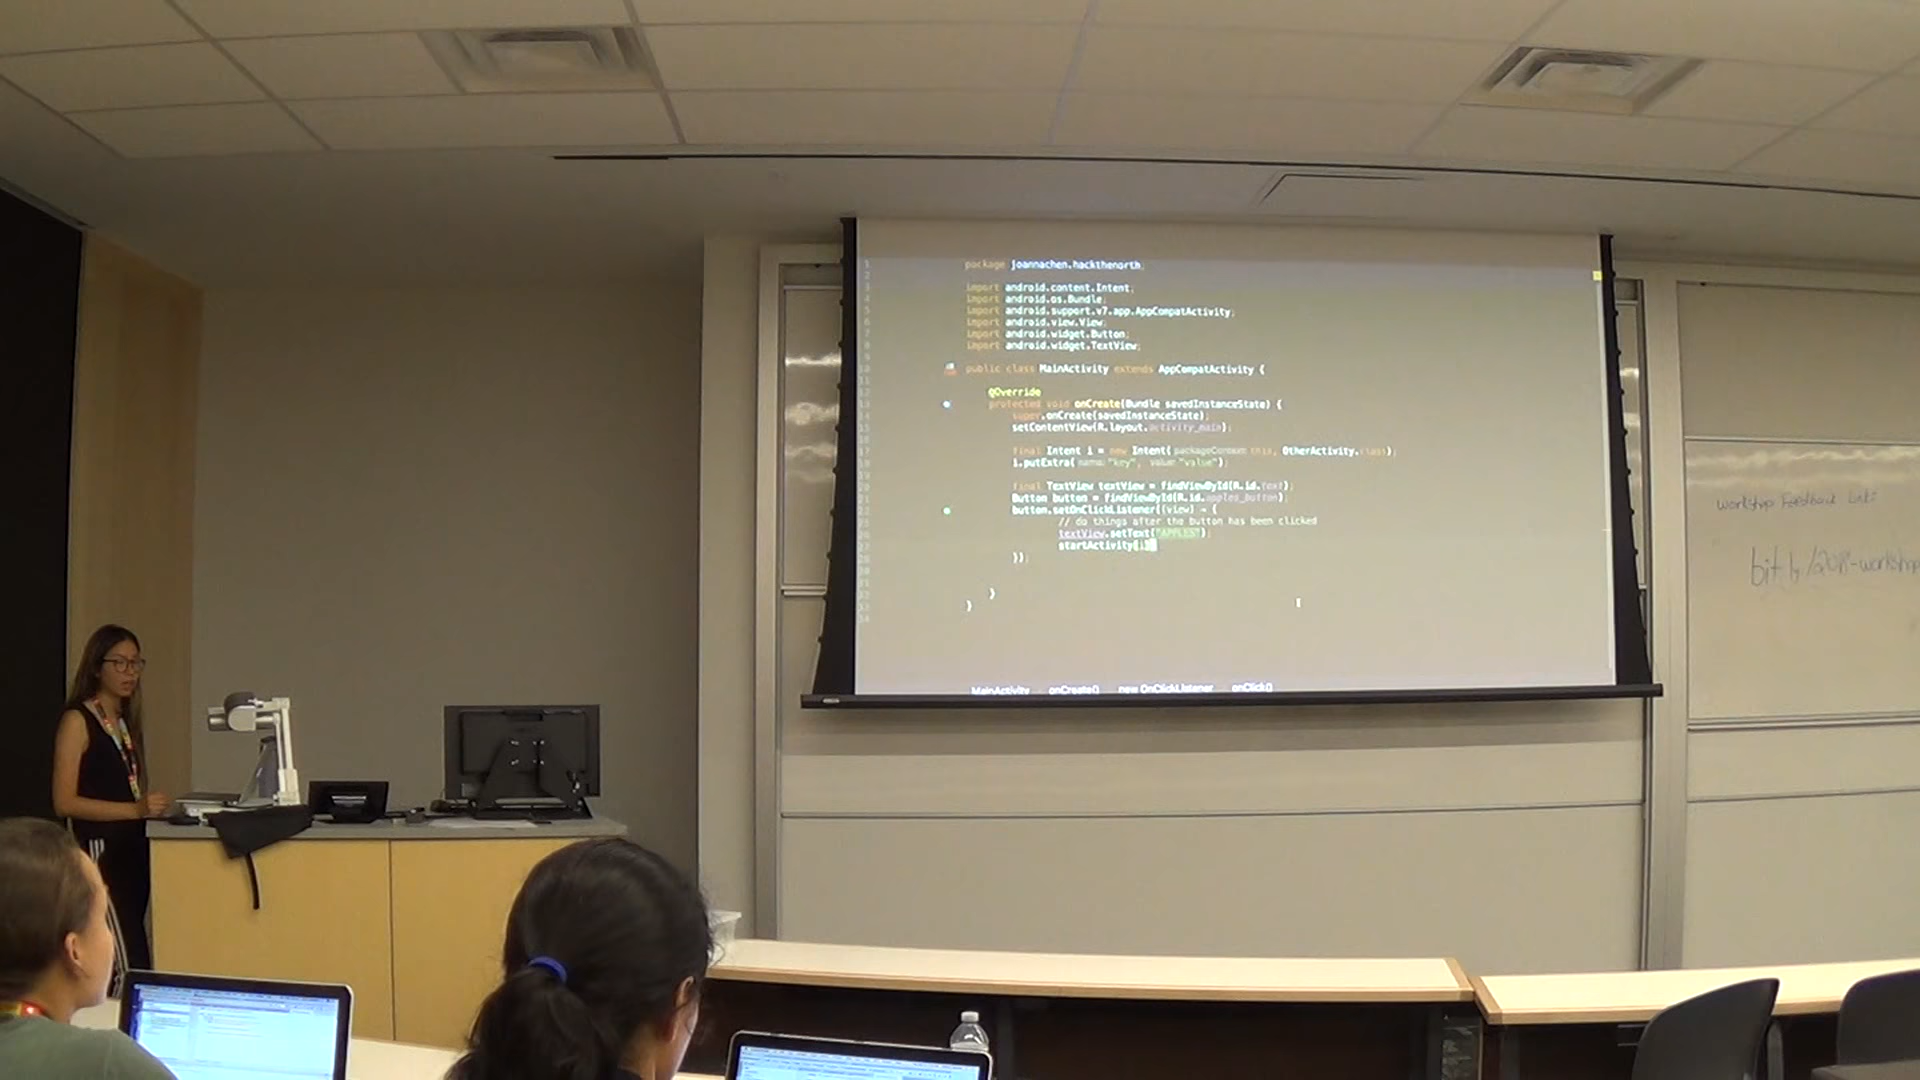 package joannachen.hackthenorth;
import android.content.Intent;
import android.os.Bundle;
import android.support.v7.app.AppCompatActivity;
import android.view.View;
import android.widget.Button;
import android.widget.TextView;
public class MainActivity extends AppCompatActivity {
@Override
protected void onCreate(Bundle savedInstanceState) {
super.onCreate(savedInstanceState);
setContentView(R.layout.activity_main);
final Intent i = new Intent( packageContext: this, OtherActivity.class);
i.putExtra( name: "key", value: "value");
final TextView textView = findViewById(R.id.text);
Button button = findViewById(R.id.apples_button);
button.setOnClickListener((view) → {
// do things after the button has been clicked
textView.setText("APPLES");
startActivity(i)
});
}
}
MainActivity onCreate() new OnClickListener onClick()
Workshop Feedback Link: